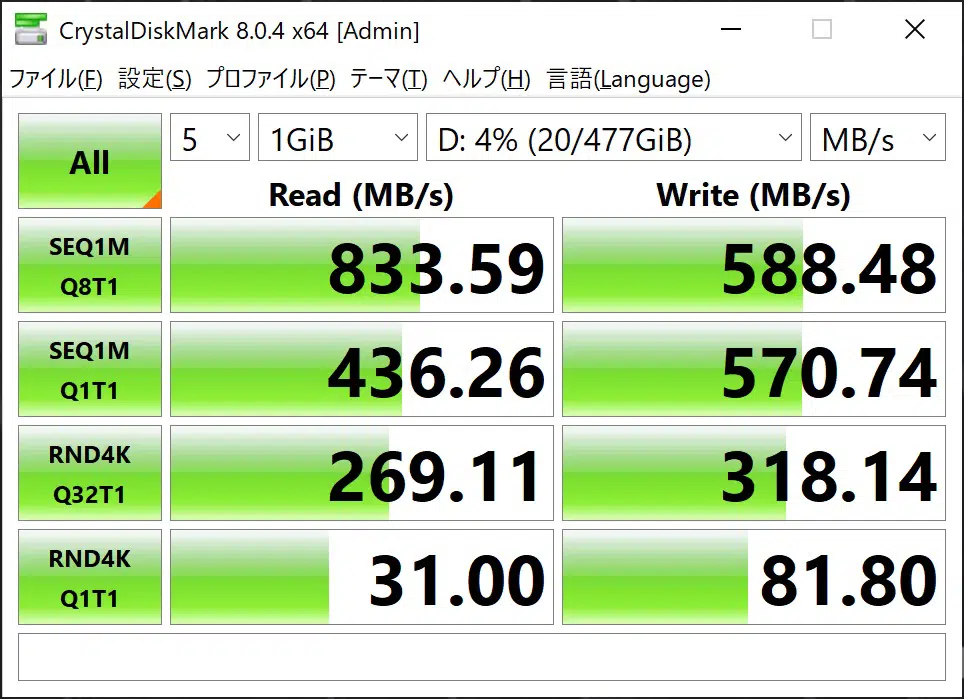 CrystalDiskMark 8.0.4 x64 [Admin]
ファイル(F) 設定(S) プロファイル(P) テーマ(T) ヘルプ(H) 言語(Language)
All 5 1GiB D: 4% (20/477GiB) MB/s
Read (MB/s) Write (MB/s)
SEQ1M
Q8T1 833.59 588.48
SEQ1M
Q1T1 436.26 570.74
RND4K
Q32T1 269.11 318.14
RND4K
Q1T1 31.00 81.80